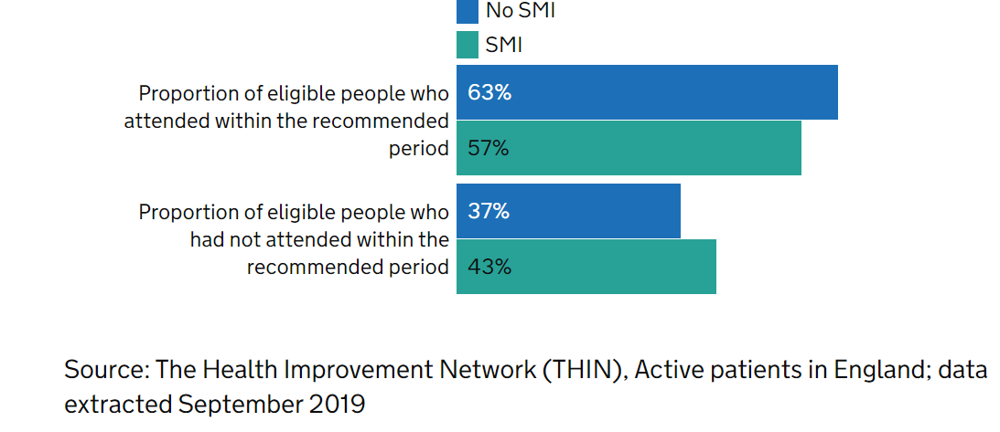 No SMI
SMI
Proportion of eligible people who
attended within the recommended
period
63%
57%
Proportion of eligible people who
had not attended within the
recommended period
37%
43%
Source: The Health Improvement Network (THIN), Active patients in England; data
extracted September 2019